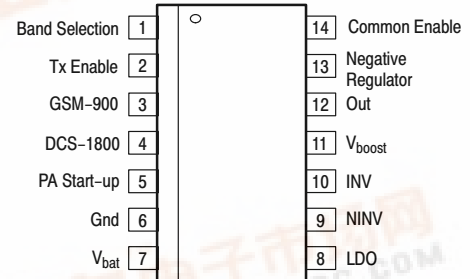 Band Selection 1
Tx Enable 2
GSM-900 3
DCS-1800 4
PA Start-up 5
Gnd 6
Vbat 7
14 Common Enable
13 Negative
Regulator
12 Out
11 Vboost
10 INV
9 NINV
8 LDO